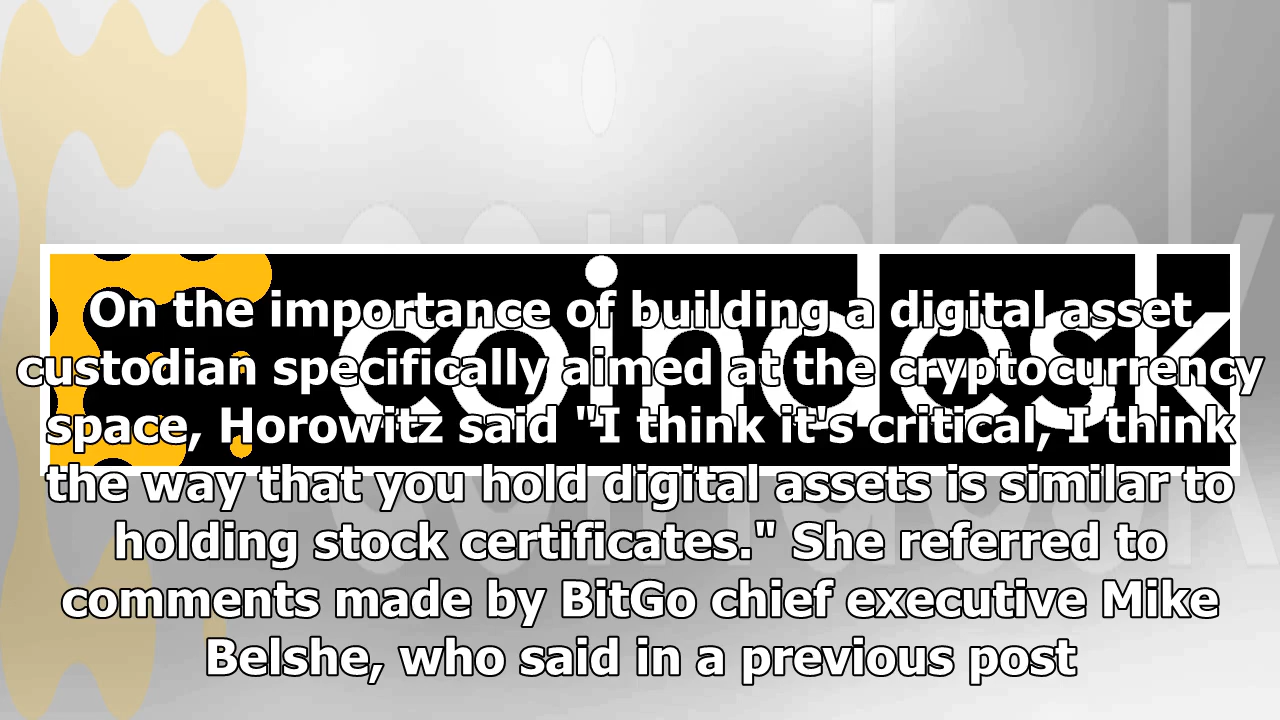 coindesk
On the importance of building a digital asset
custodian specifically aimed at the cryptocurrency
space, Horowitz said "I think it's critical, I think
the way that you hold digital assets is similar to
holding stock certificates." She referred to
comments made by BitGo chief executive Mike
Belshe, who said in a previous post